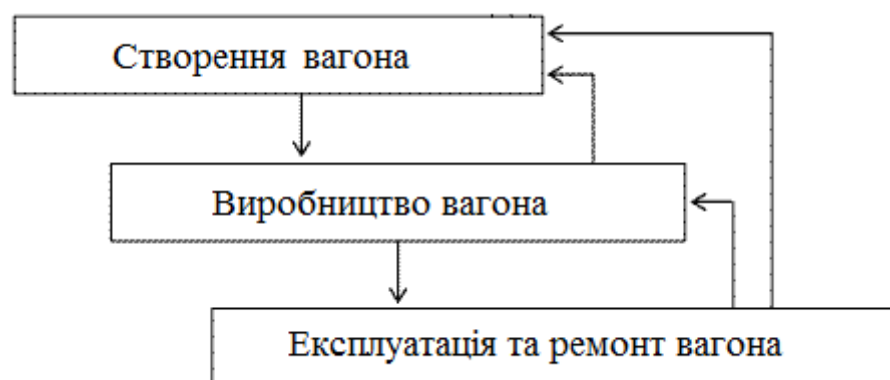 Створення вагона
Виробництво вагона
Експлуатація та ремонт вагона